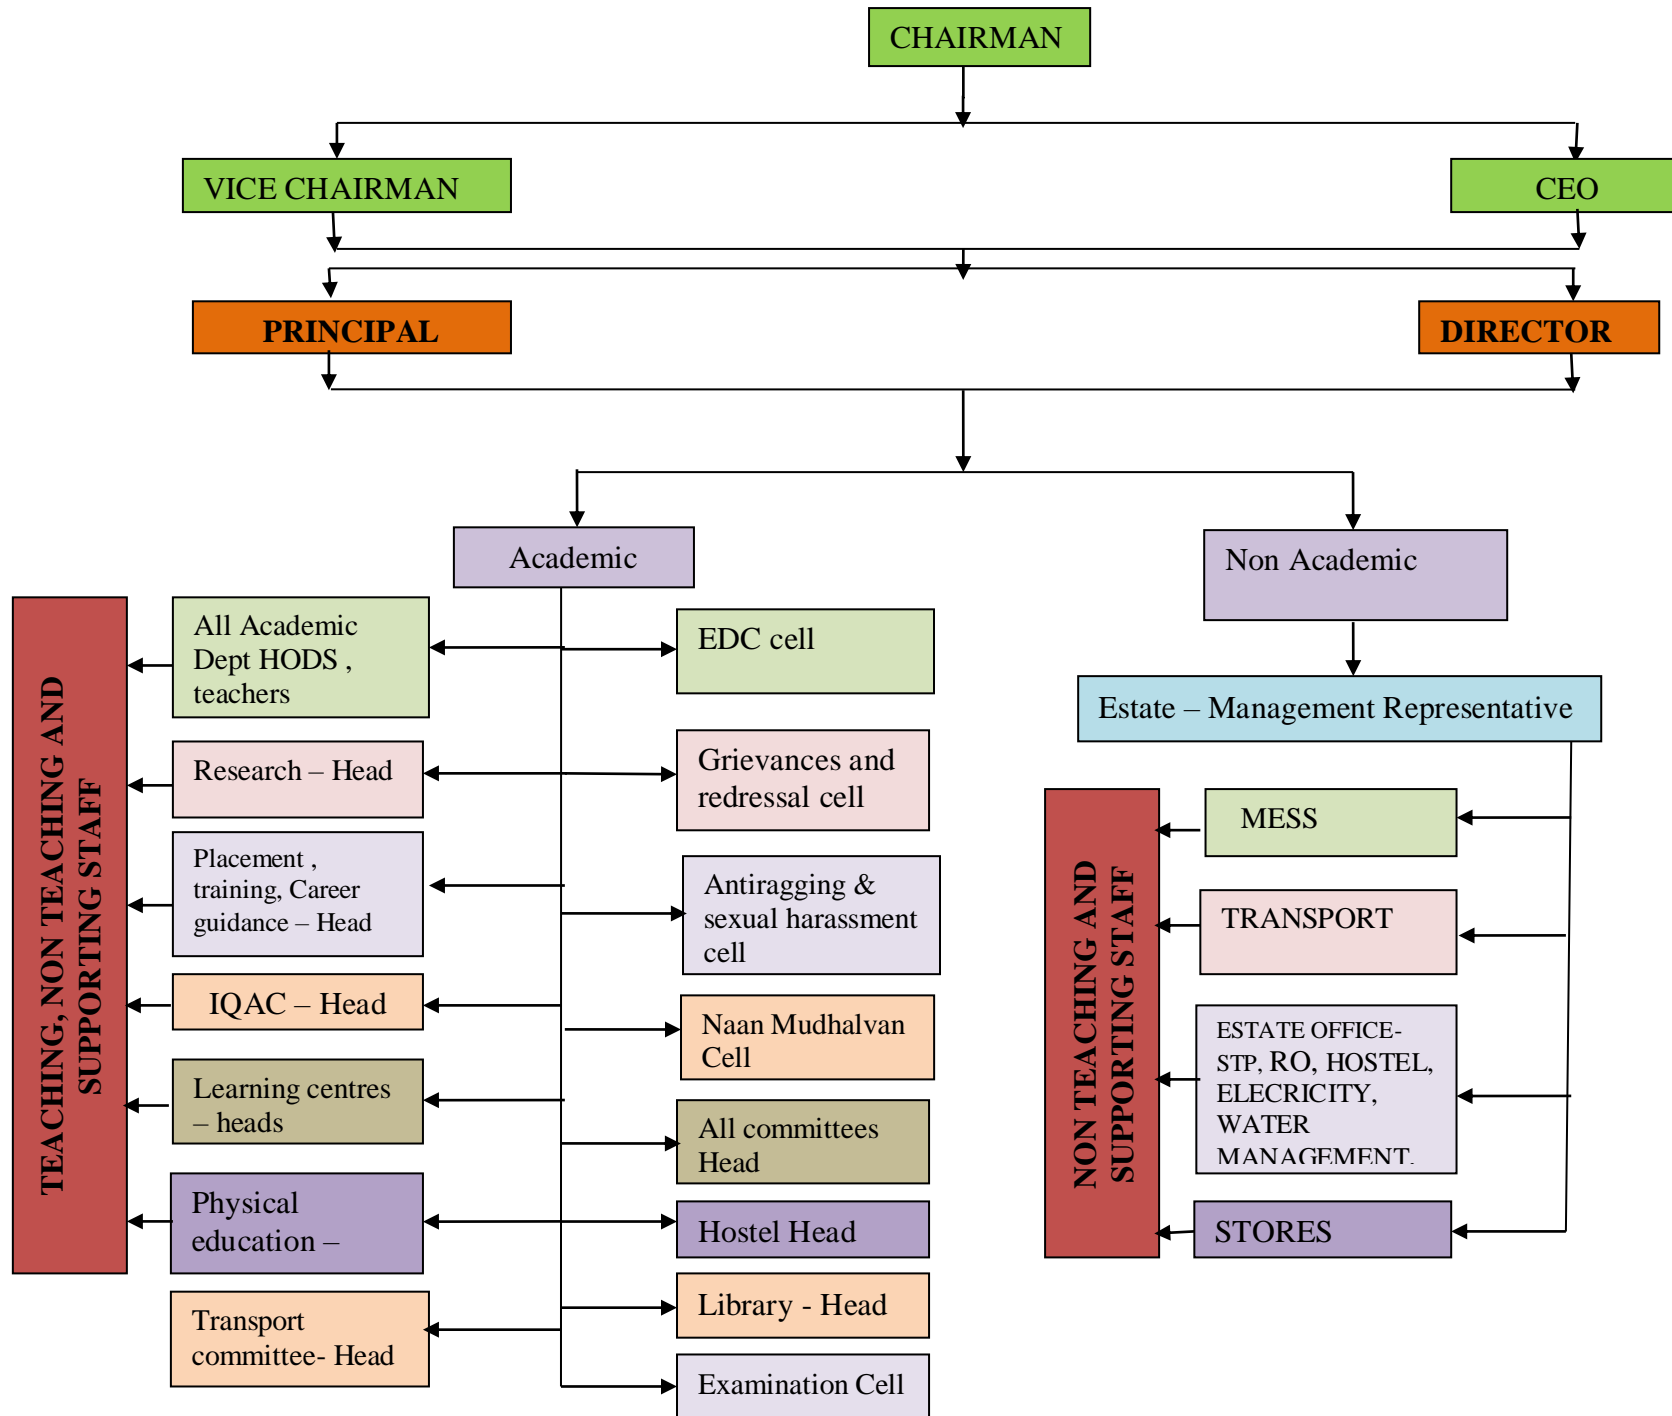 CHAIRMAN
VICE CHAIRMAN
CEO
PRINCIPAL
DIRECTOR
Academic
Non Academic
TEACHING, NON TEACHING AND
SUPPORTING STAFF
All Academic
Dept HODS ,
teachers
Research – Head
Placement ,
training, Career
guidance – Head
IQAC – Head
Learning centres
– heads
Physical
education –
Transport
committee- Head
EDC cell
Grievances and
redressal cell
Antiragging &
sexual harassment
cell
Naan Mudhalvan
Cell
All committees
Head
Hostel Head
Library - Head
Examination Cell
Estate – Management Representative
NON TEACHING AND
SUPPORTING STAFF
MESS
TRANSPORT
ESTATE OFFICE-
STP, RO, HOSTEL,
ELECRICITY,
WATER
MANAGEMENT.
STORES